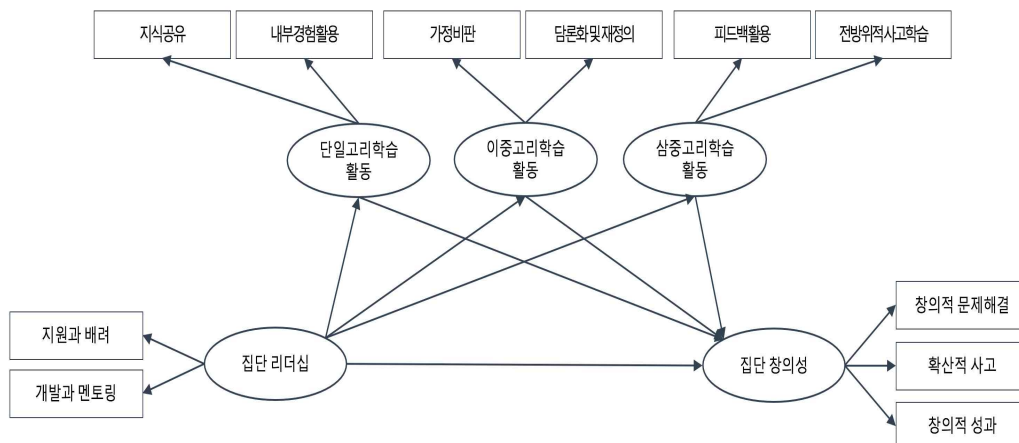 지식공유
내부경험활용
가정비판
담론화 및 재정의
피드백활용
전방위적사고학습
단일고리학습
활동
이중고리학습
활동
삼중고리학습
활동
지원과 배려
개발과 멘토링
집단 리더십
집단 창의성
창의적 문제해결
확산적 사고
창의적 성과